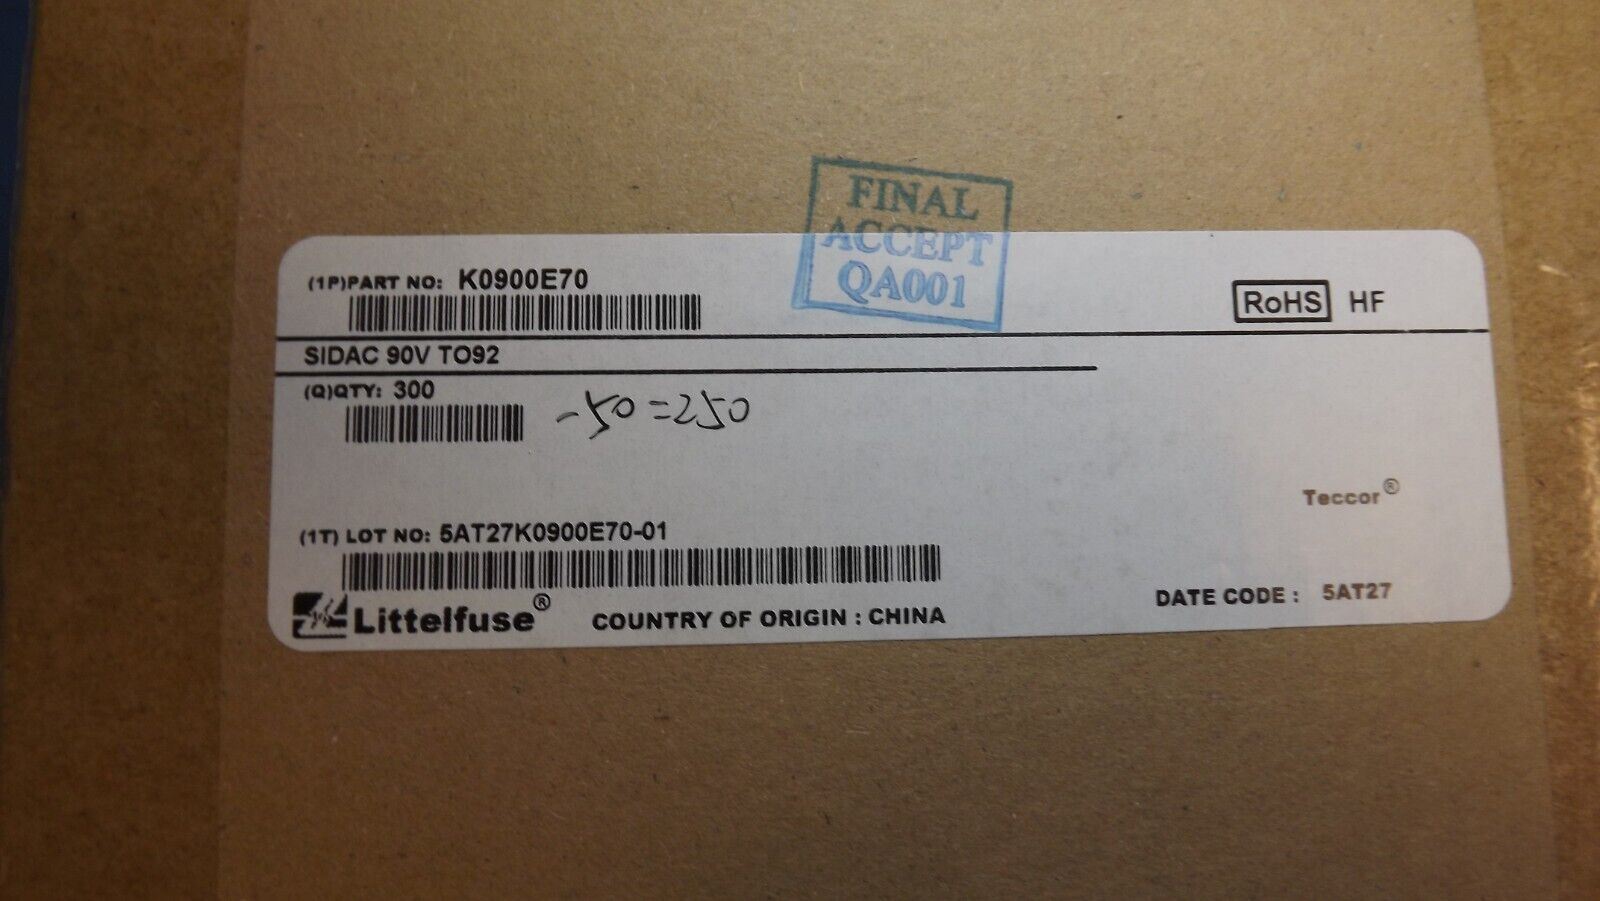 FINAL
ACCEPT
QA001
(1P)PART NO: K0900E70
RoHS HF
SIDAC 90V TO92
(Q)QTY: 300
-50=250
Teccor®
(1T) LOT NO: 5AT27K0900E70-01
Littelfuse® COUNTRY OF ORIGIN : CHINA
DATE CODE : 5AT27